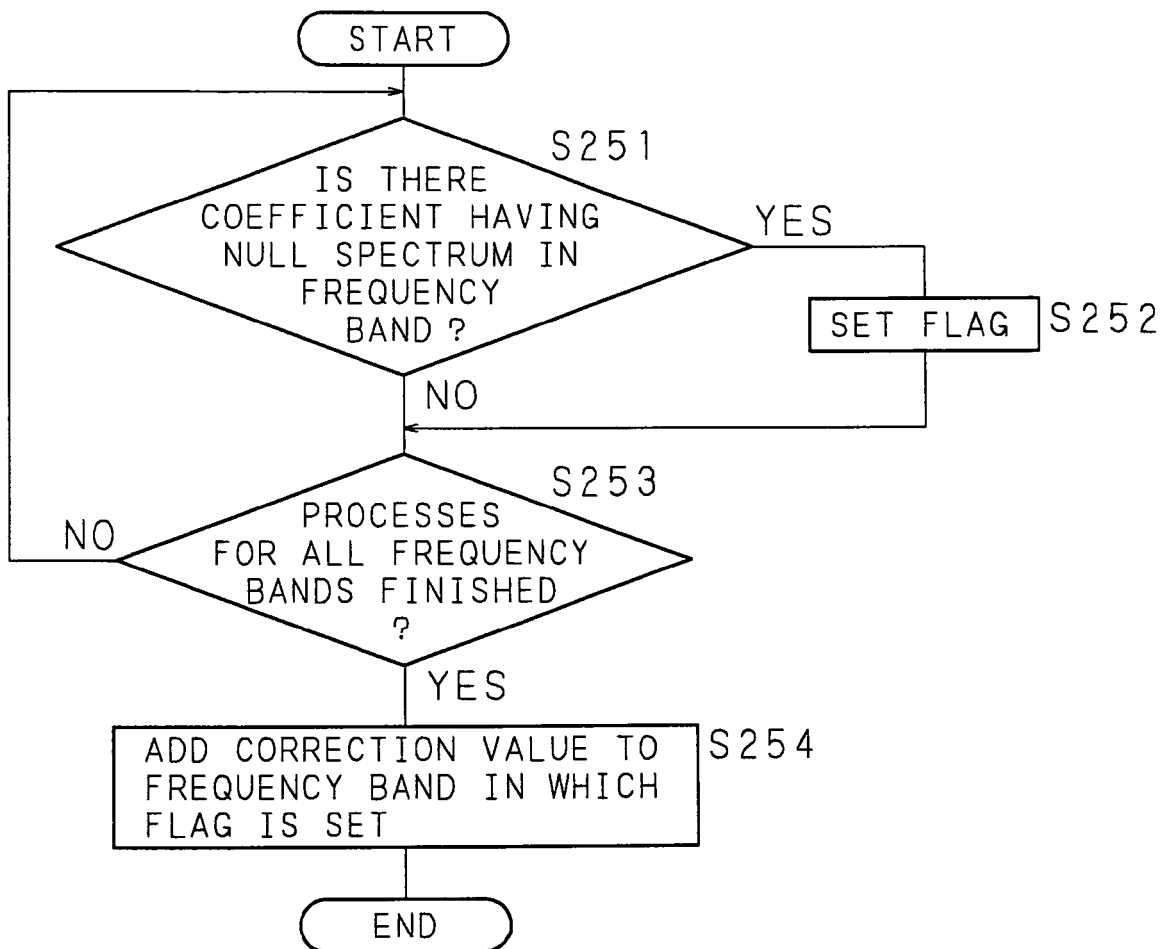 START
S251
IS THERE
COEFFICIENT HAVING
NULL SPECTRUM IN
FREQUENCY
BAND ?
YES
SET FLAG
S252
NO
S253
PROCESSES
FOR ALL FREQUENCY
BANDS FINISHED
?
NO
YES
ADD CORRECTION VALUE TO
FREQUENCY BAND IN WHICH
FLAG IS SET
S254
END